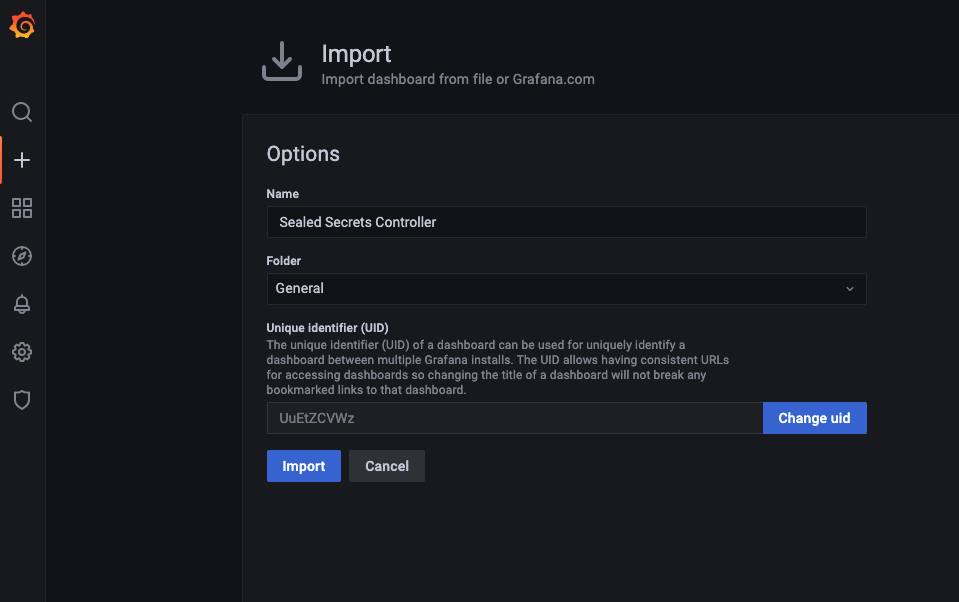 Import
Import dashboard from file or Grafana.com
Options
Name
Sealed Secrets Controller
Folder
General
Unique identifier (UID)
The unique identifier (UID) of a dashboard can be used for uniquely identify a
dashboard between multiple Grafana installs. The UID allows having consistent URLs
for accessing dashboards so changing the title of a dashboard will not break any
bookmarked links to that dashboard.
UuEtZCVWz
Change uid
Import
Cancel